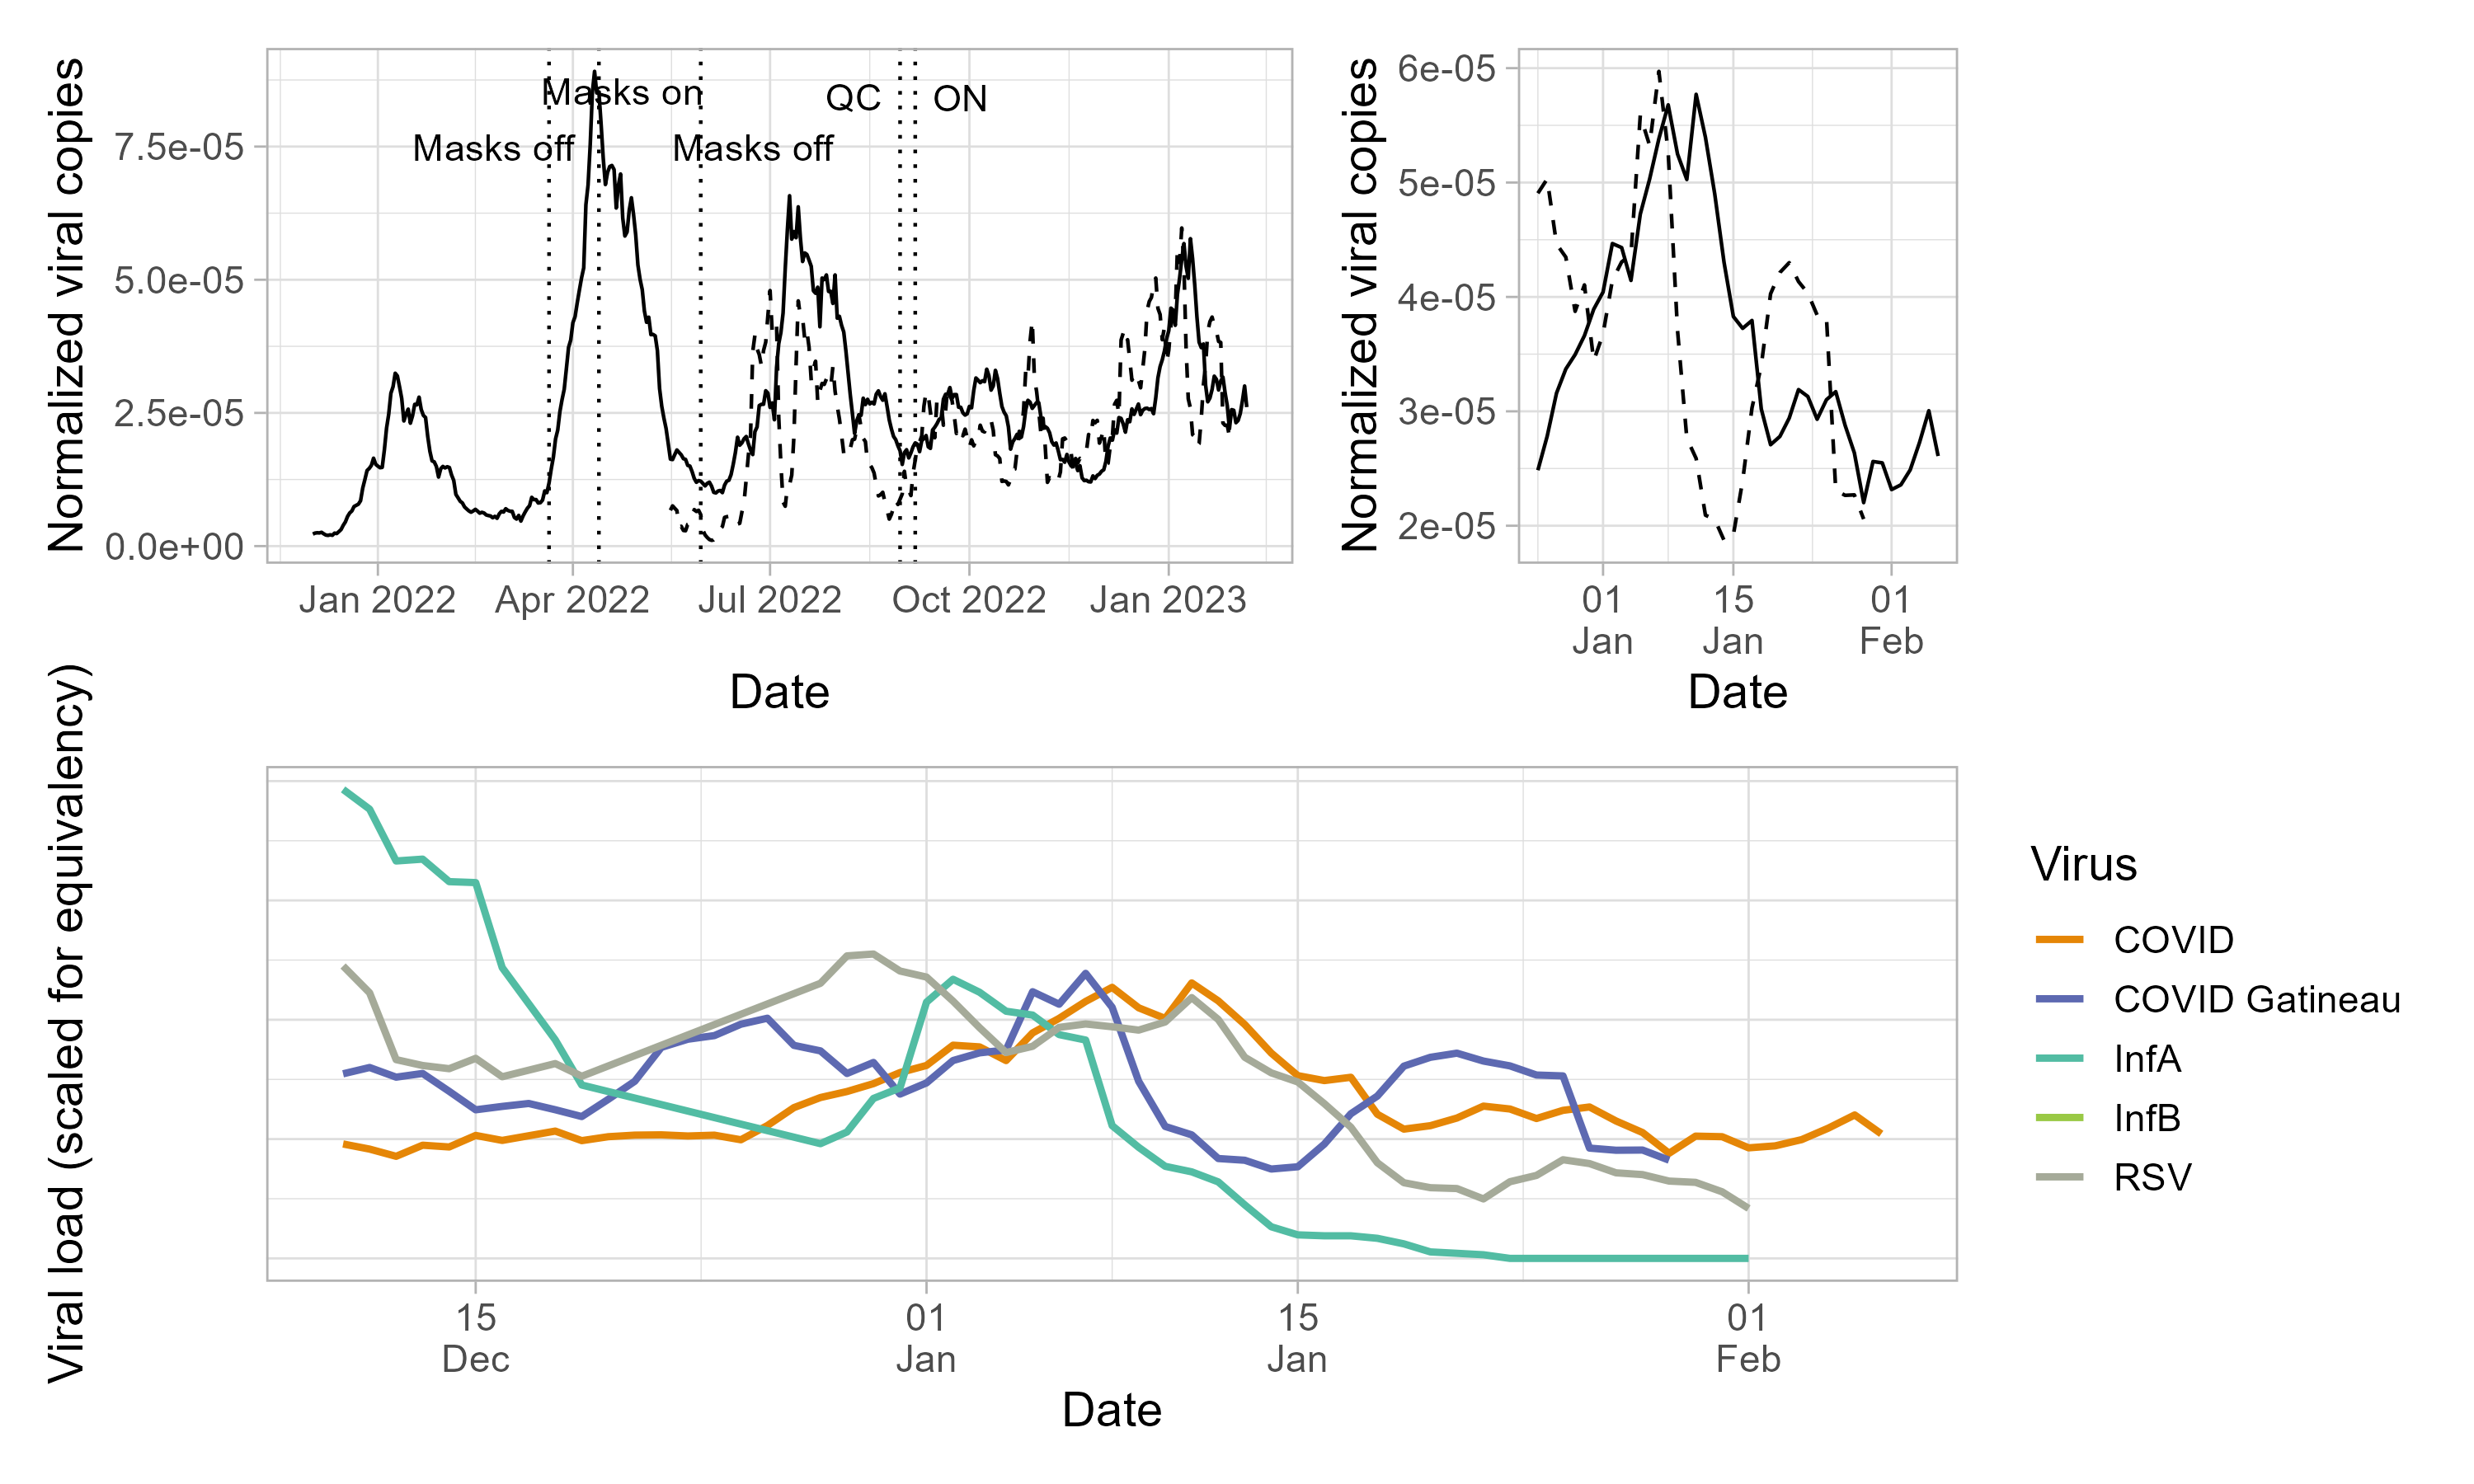 Normalized viral copies
7.5e-05
5.0e-05
2.5e-05
0.0e+00
Masks on
Masks off
Masks off
QC
ON
Jan 2022
Apr 2022
Jul 2022
Oct 2022
Jan 2023
Date
Normalized viral copies
6e-05
5e-05
4e-05
3e-05
2e-05
01
Jan
15
Jan
01
Feb
Date
Viral load (scaled for equivalency)
15
Dec
01
Jan
15
Jan
01
Feb
Date
Virus
COVID
COVID Gatineau
InfA
InfB
RSV